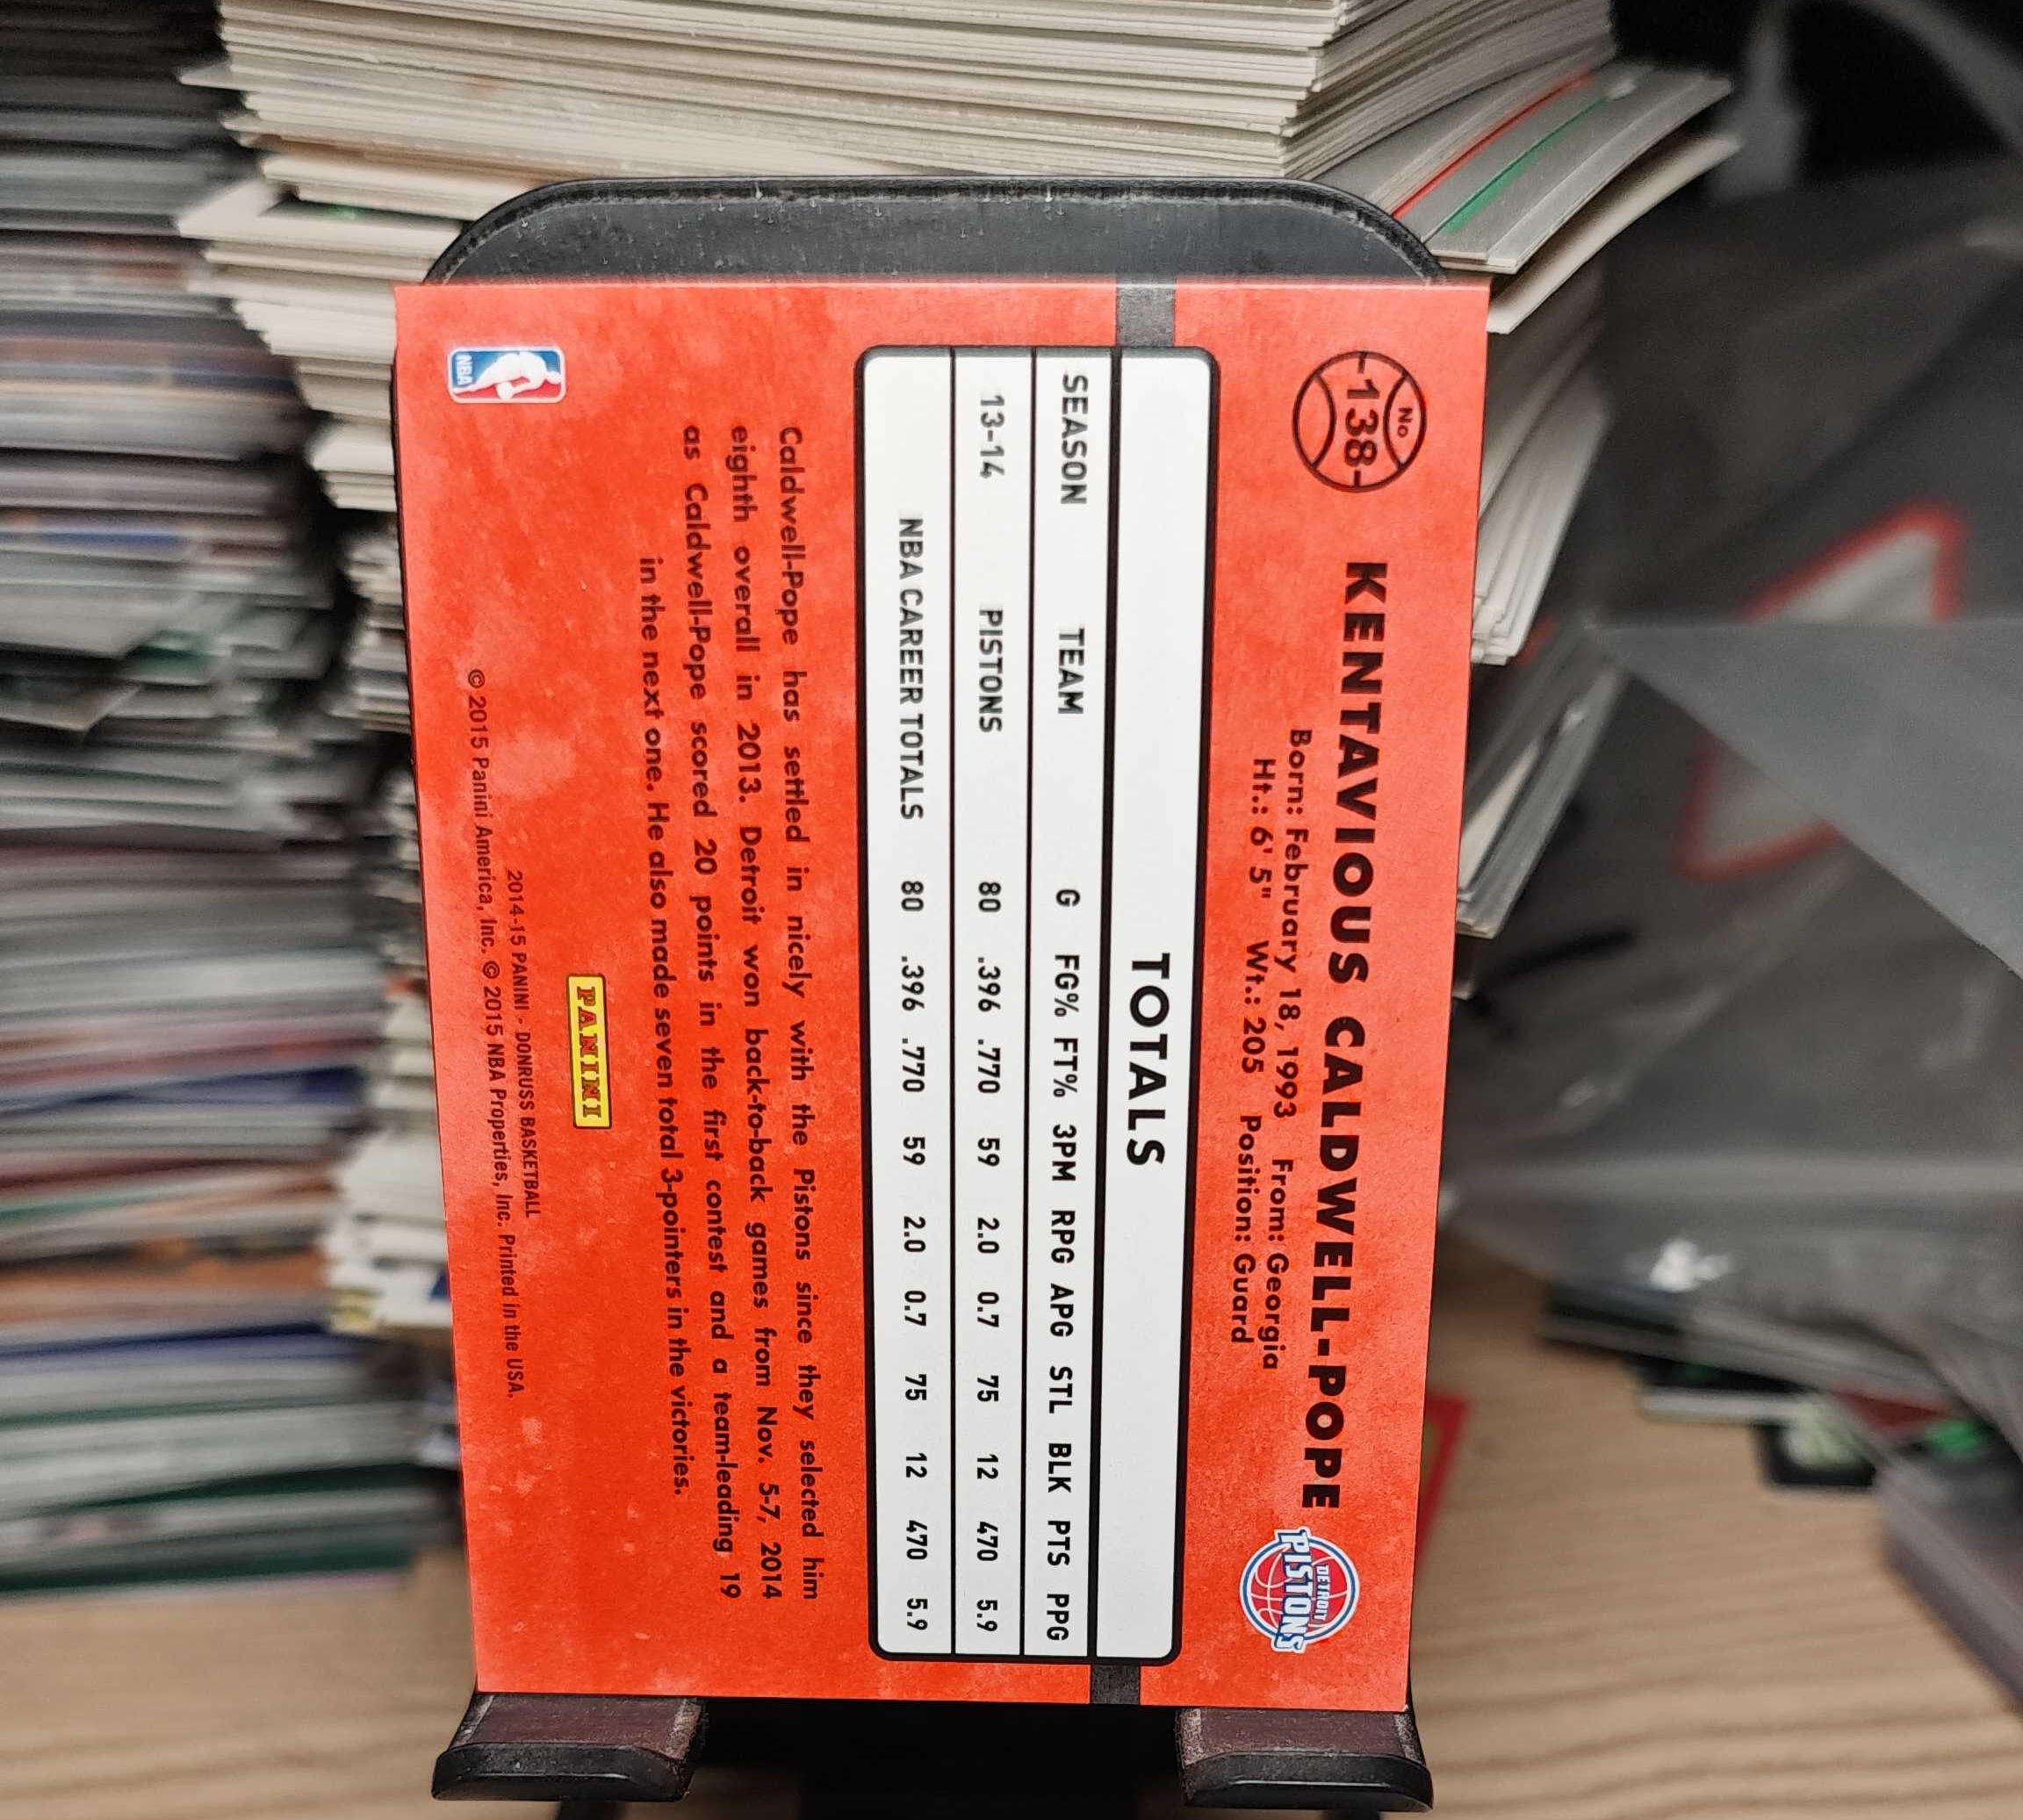 No
138
KENTAVIOUS CALDWELL-POPE
Born: February 18, 1993 From: Georgia
Ht.: 6' 5" Wt.: 205 Position: Guard
DETROIT
PISTONS
TOTALS
SEASON TEAM G FG% FT% 3PM RPG APG STL BLK PTS PPG
13-14 PISTONS 80 .396 .770 59 2.0 0.7 75 12 470 5.9
NBA CAREER TOTALS 80 .396 .770 59 2.0 0.7 75 12 470 5.9
Caldwell-Pope has settled in nicely with the Pistons since they selected him
eighth overall in 2013. Detroit won back-to-back games from Nov. 5-7, 2014
as Caldwell-Pope scored 20 points in the first contest and a team-leading 19
in the next one. He also made seven total 3-pointers in the victories.
PANINI
2014-15 PANINI - DONRUSS BASKETBALL
© 2015 Panini America, Inc. © 2015 NBA Properties, Inc. Printed in the USA.
NBA